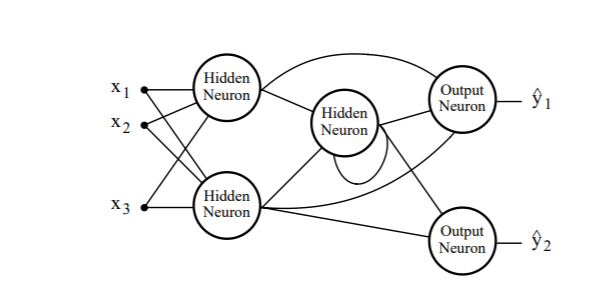 x1
x2
x3
Hidden
Neuron
Hidden
Neuron
Hidden
Neuron
Output
Neuron
ŷ1
Output
Neuron
ŷ2